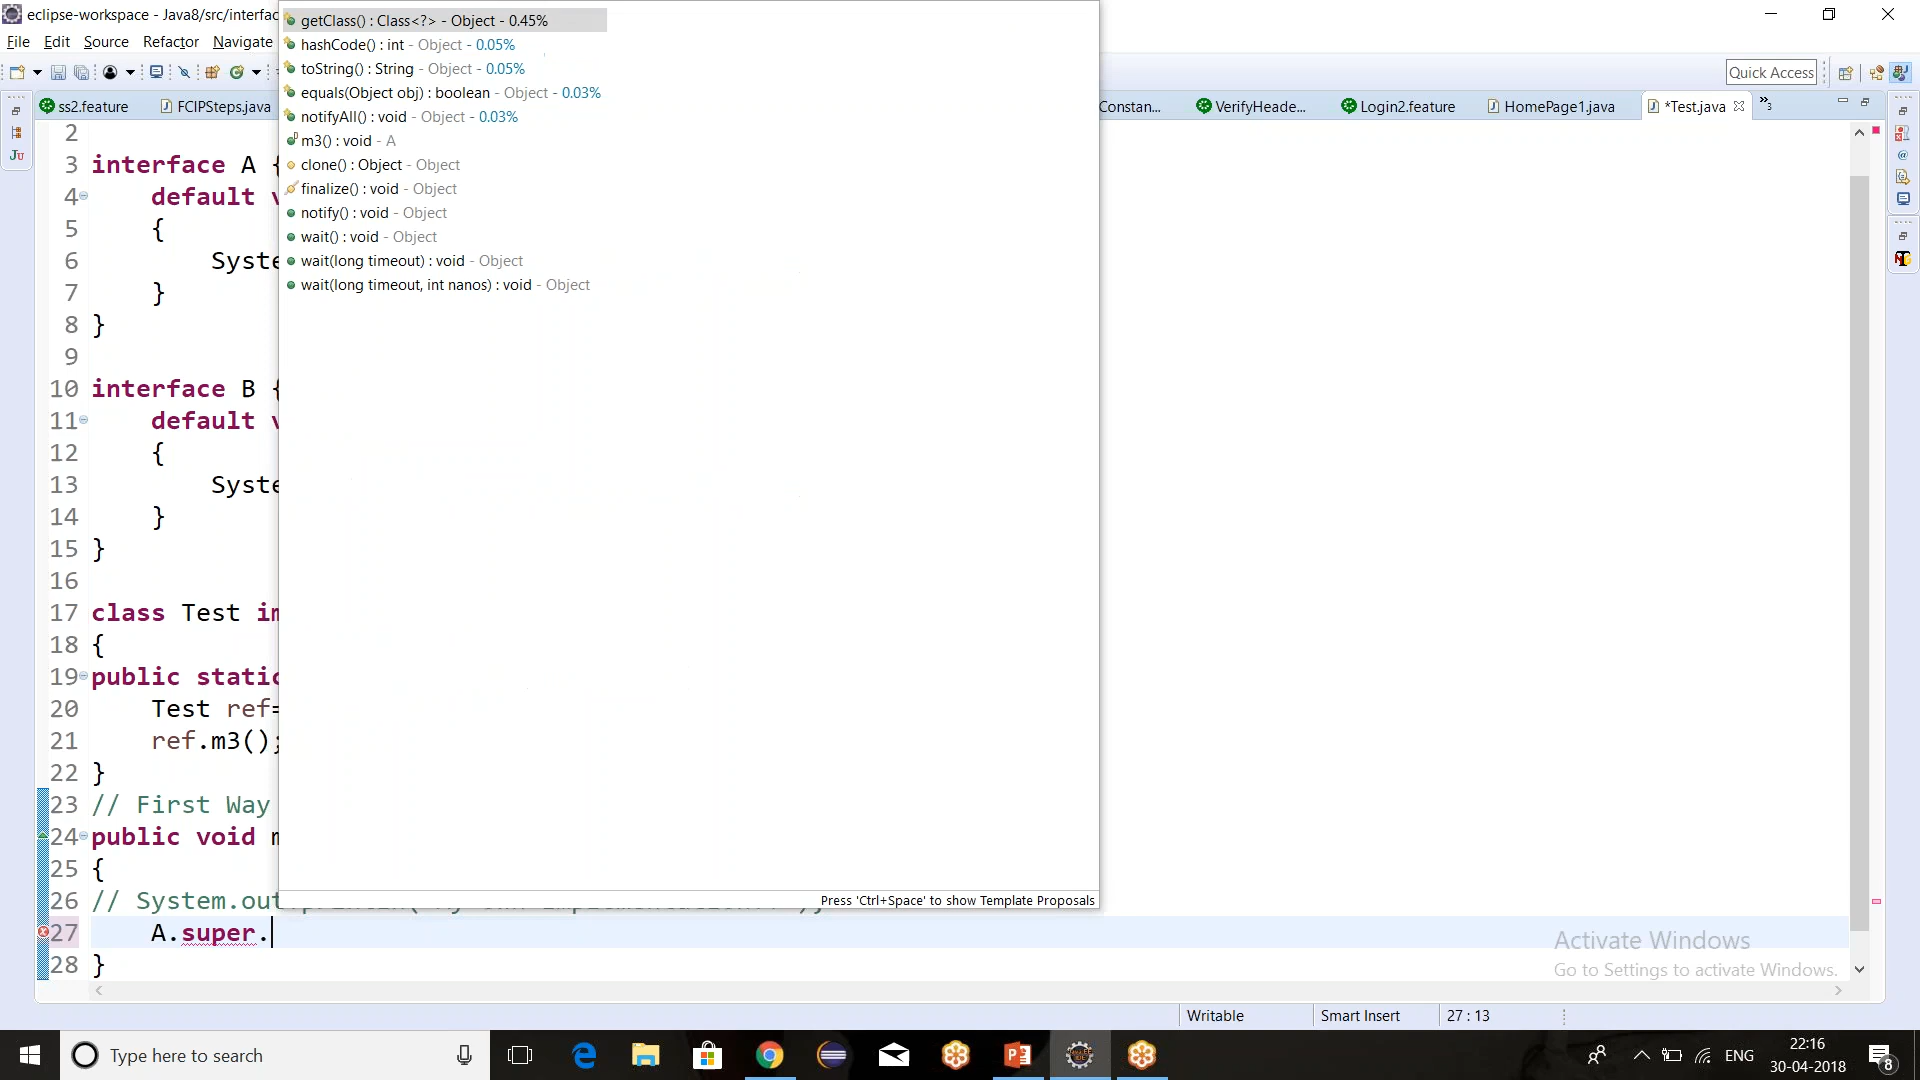 eclipse-workspace - Java8/src/interfac
File Edit Source Refactor Navigate
Quick Access
ss2.feature FCIPSteps.java Constan... VerifyHeade... Login2.feature HomePage1.java *Test.java »3
getClass() : Class<?> - Object - 0.45%
hashCode() : int - Object - 0.05%
toString() : String - Object - 0.05%
equals(Object obj) : boolean - Object - 0.03%
notifyAll() : void - Object - 0.03%
m3() : void - A
clone() : Object - Object
finalize() : void - Object
notify() : void - Object
wait() : void - Object
wait(long timeout) : void - Object
wait(long timeout, int nanos) : void - Object
Press 'Ctrl+Space' to show Template Proposals
2
3 interface A {
4 default v
5 {
6 Syste
7 }
8 }
9
10 interface B {
11 default v
12 {
13 Syste
14 }
15 }
16
17 class Test im
18 {
19 public static
20 Test ref=
21 ref.m3();
22 }
23 // First Way
24 public void m
25 {
26 // System.out
27 A.super.
28 }
Activate Windows
Go to Settings to activate Windows.
Writable Smart Insert 27 : 13
Type here to search
ENG
22:16
30-04-2018
8